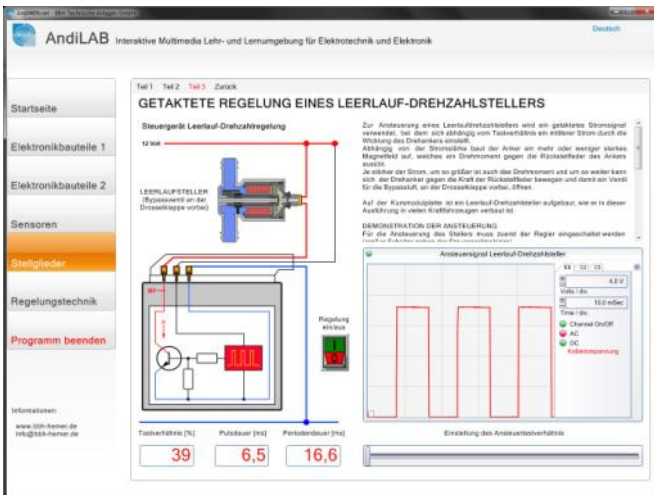 AndiLAB Interaktive Multimedia Lehr- und Lernumgebung für Elektrotechnik und Elektronik
Deutsch
Startseite
Elektronikbauteile 1
Elektronikbauteile 2
Sensoren
Stellglieder
Regelungstechnik
Programm beenden
Informationen:
www.bbh-hemer.de
info@bbh-hemer.de
Teil 1 Teil 2 Teil 3 Zurück
GETAKTETE REGELUNG EINES LEERLAUF-DREHZAHLSTELLERS
Steuergerät Leerlauf-Drehzahlregelung
12 Volt
LEERLAUFSTELLER
(Bypassventil an der
Drosselklappe vorbei)
Regelung
ein/aus
Tastverhältnis [%] Pulsdauer [ms] Periodendauer [ms]
39 6,5 16,6
Zur Ansteuerung eines Leerlaufdrehzahlstellers wird ein getaktetes Stromsignal
verwendet, bei dem sich abhängig vom Tastverhältnis ein mittlerer Strom durch die
Wicklung des Drehankers einstellt.
Abhängig von der Stromstärke baut der Anker ein mehr oder weniger starkes
Magnetfeld auf, welches ein Drehmoment gegen die Rückstellfeder des Ankers
ausübt.
Je stärker der Strom, um so größer ist auch das Drehmoment und um so weiter kann
sich der Drehanker gegen die Kraft der Rückstellfeder bewegen und damit ein Ventil
für die Bypassluft, an der Drosselklappe vorbei, öffnen.
Auf der Kursmodulplatte ist ein Leerlauf-Drehzahlsteller aufgebaut, wie er in dieser
Ausführung in vielen Kraftfahrzeugen verbaut ist.
DEMONSTRATION DER ANSTEUERUNG
Für die Ansteuerung des Stellers muss zuerst der Regler eingeschaltet werden
Ansteuersignal Leerlauf-Drehzahlsteller
4,0 V
Volts / div.
10,0 mSec
Time / div.
Channel On/Off
AC
DC
Kollektorspannung
Einstellung des Ansteuertastverhältnis